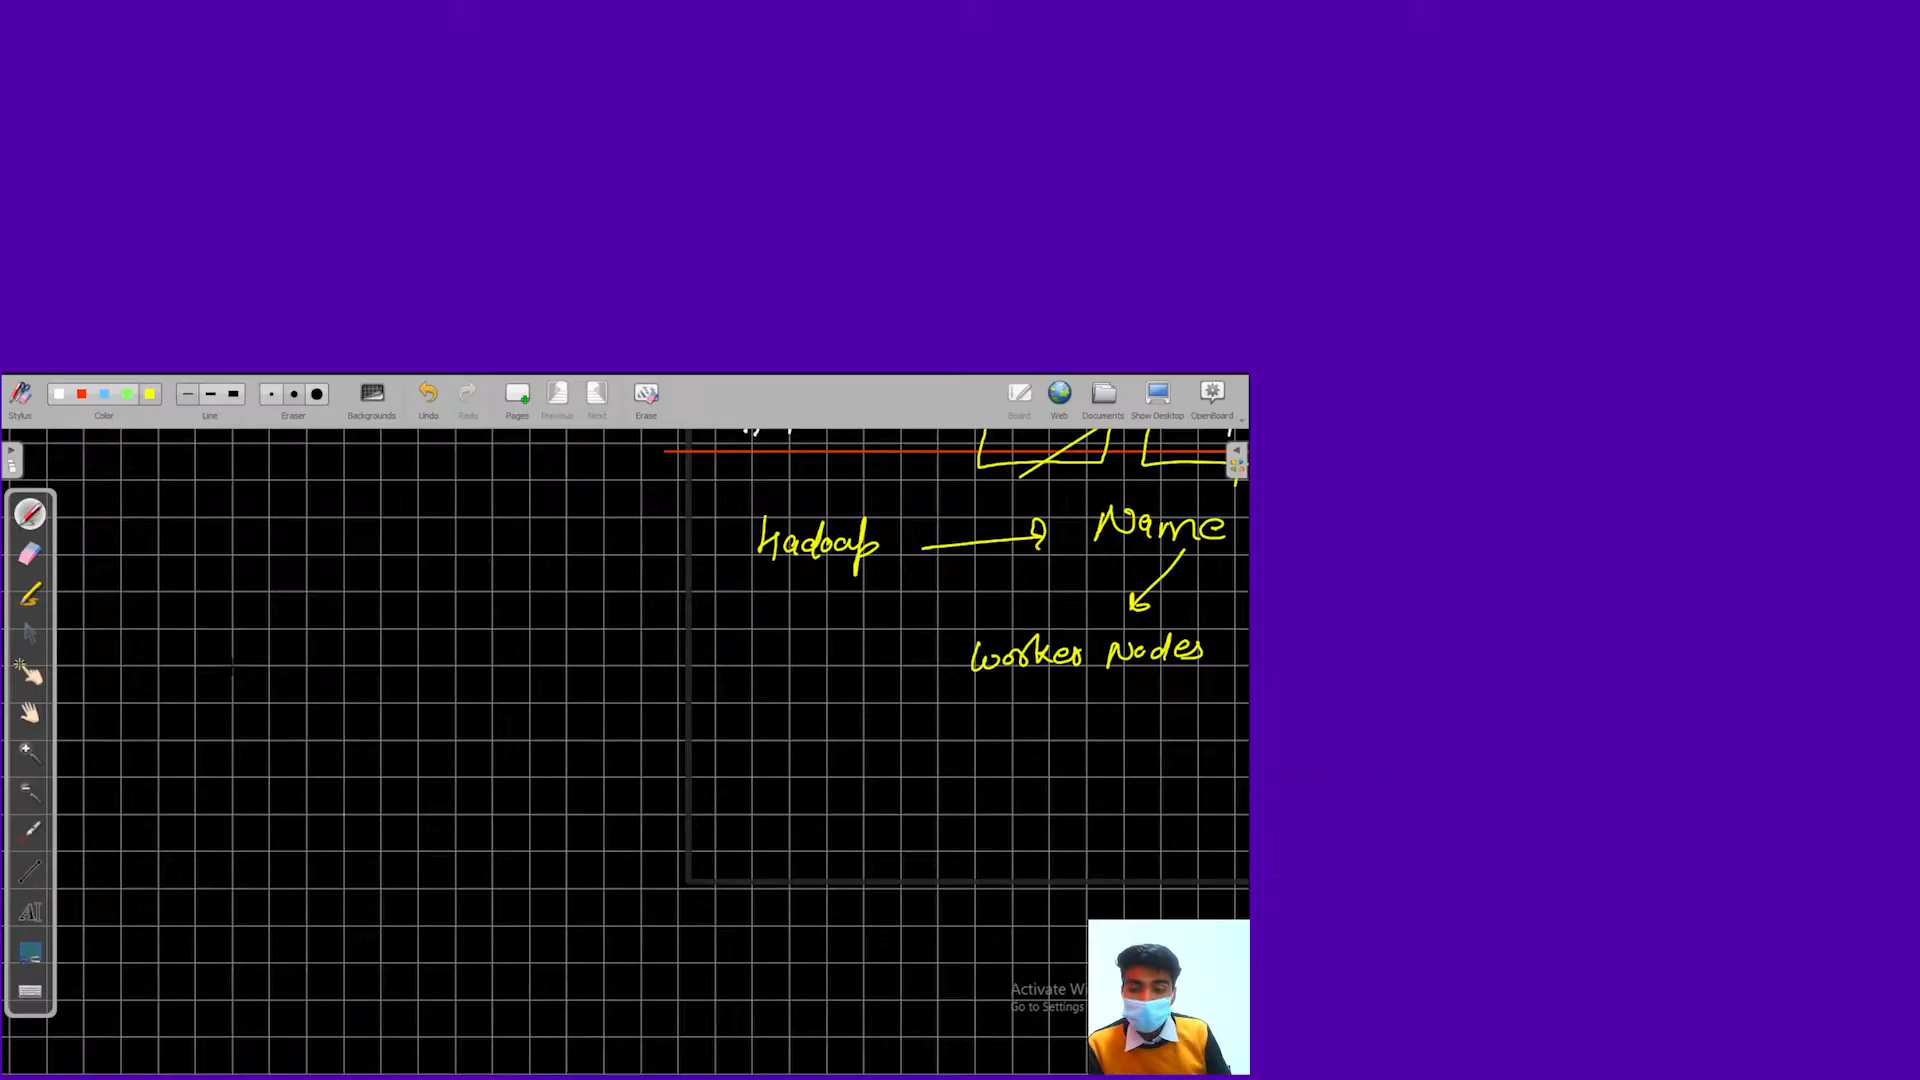 Stylus Color Line Eraser Backgrounds Undo Redo Pages Previous Next Erase Board Web Documents Show Desktop OpenBoard
Hadoop Name
Worker Nodes
Activate Wi
Go to Settings